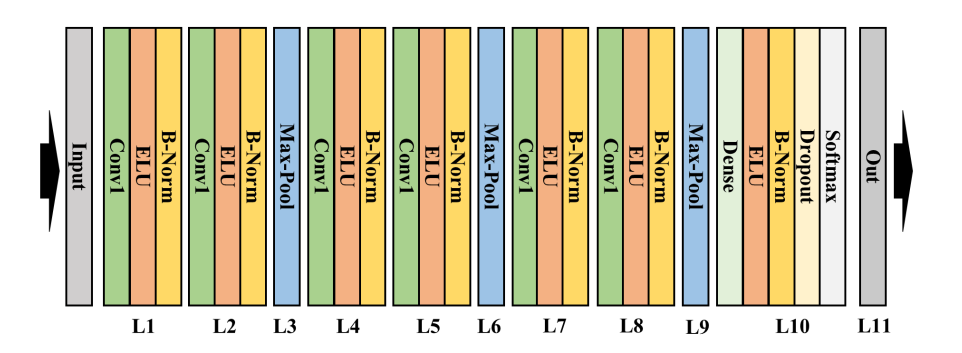 Input
Conv1
ELU
B-Norm
Conv1
ELU
B-Norm
Max-Pool
Conv1
ELU
B-Norm
Conv1
ELU
B-Norm
Max-Pool
Conv1
ELU
B-Norm
Conv1
ELU
B-Norm
Max-Pool
Dense
ELU
B-Norm
Dropout
Softmax
Out
L1 L2 L3 L4 L5 L6 L7 L8 L9 L10 L11